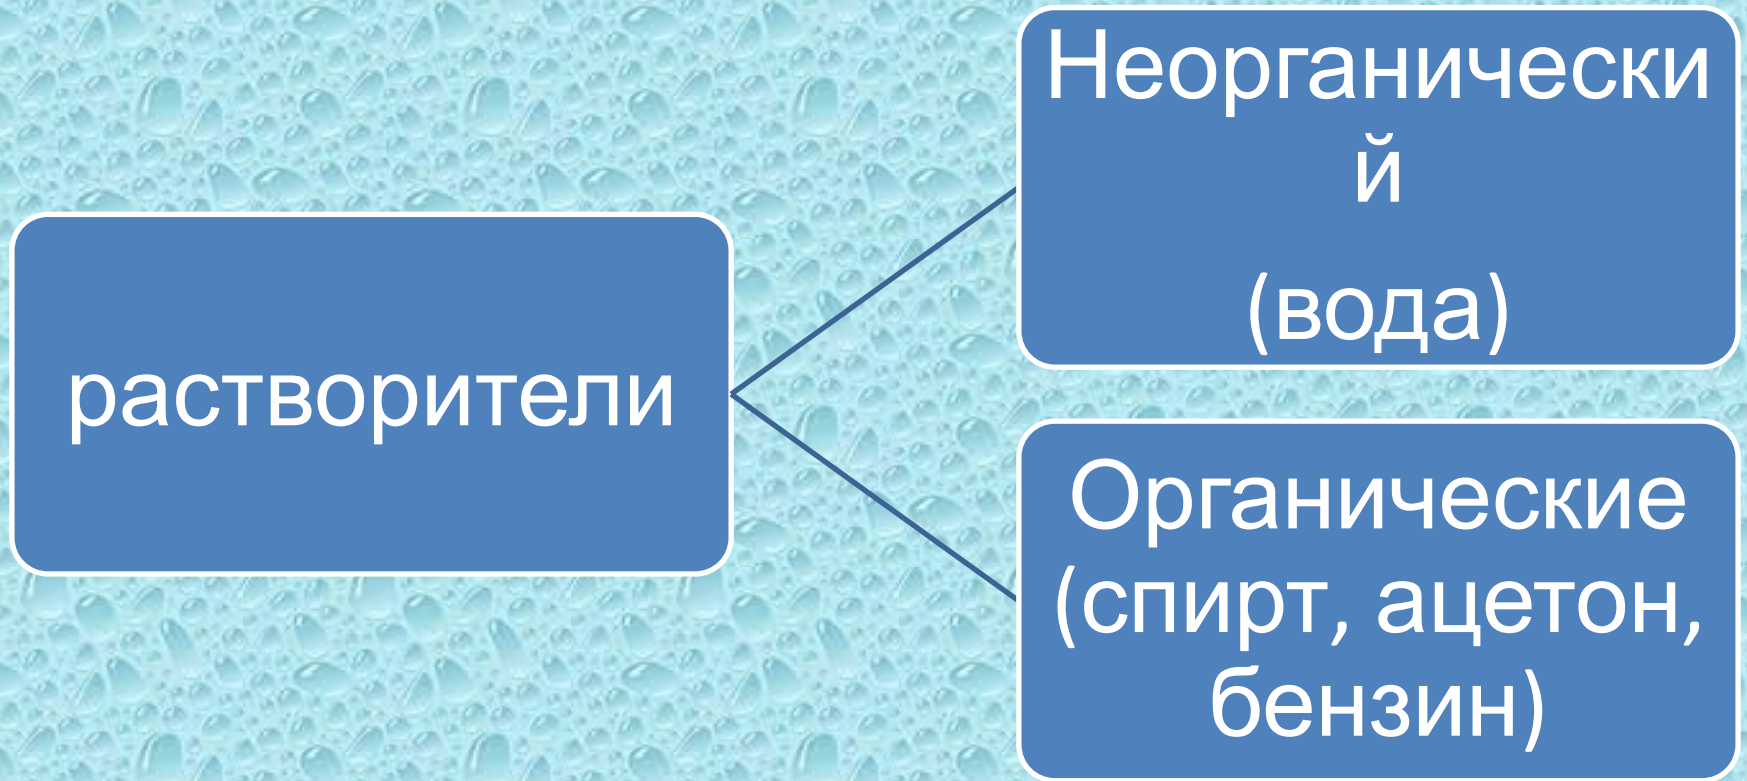 растворители
Неорганически
й
(вода)
Органические
(спирт, ацетон,
бензин)